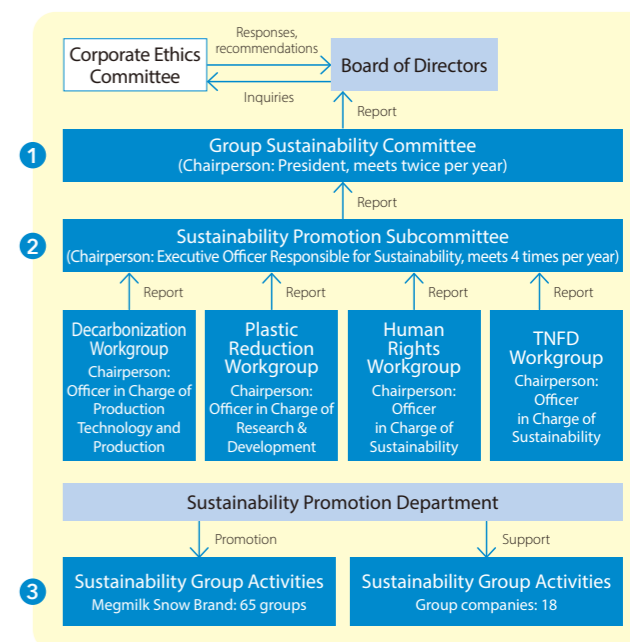 Responses,
recommendations
Corporate Ethics
Committee
Board of Directors
Inquiries
Report
1
Group Sustainability Committee
(Chairperson: President, meets twice per year)
Report
2
Sustainability Promotion Subcommittee
(Chairperson: Executive Officer Responsible for Sustainability, meets 4 times per year)
Report
Report
Report
Report
Decarbonization
Workgroup
Chairperson:
Officer in Charge of
Production
Technology and
Production
Plastic
Reduction
Workgroup
Chairperson:
Officer in Charge of
Research &
Development
Human
Rights
Workgroup
Chairperson:
Officer
in Charge of
Sustainability
TNFD
Workgroup
Chairperson:
Officer
in Charge of
Sustainability
Sustainability Promotion Department
Promotion
Support
3
Sustainability Group Activities
Megmilk Snow Brand: 65 groups
Sustainability Group Activities
Group companies: 18